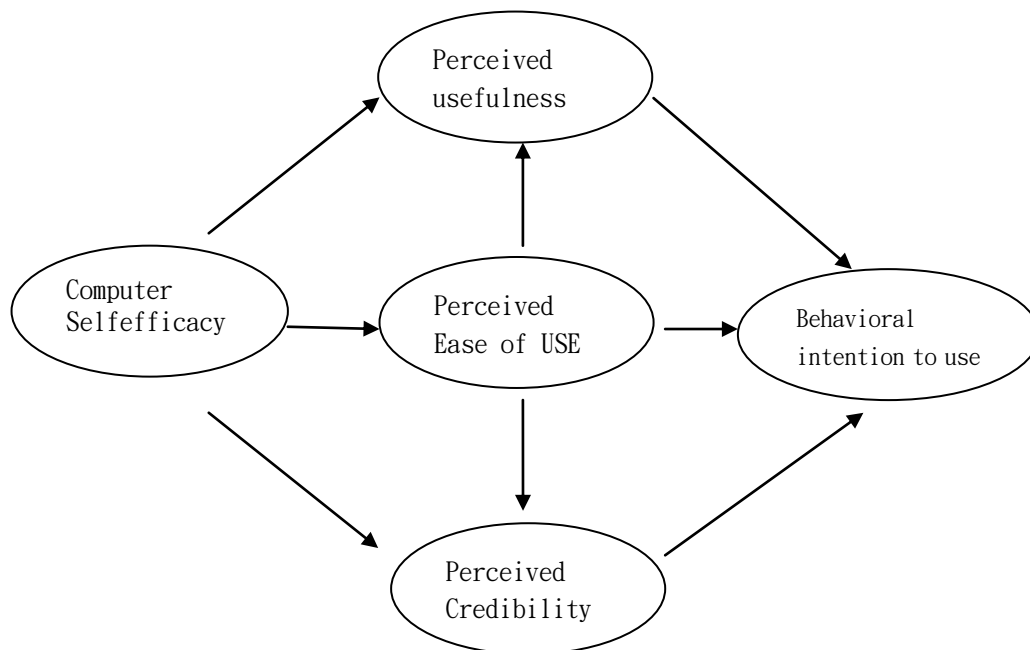 Perceived
usefulness
Computer
Selfefficacy
Perceived
Ease of USE
Behavioral
intention to use
Perceived
Credibility